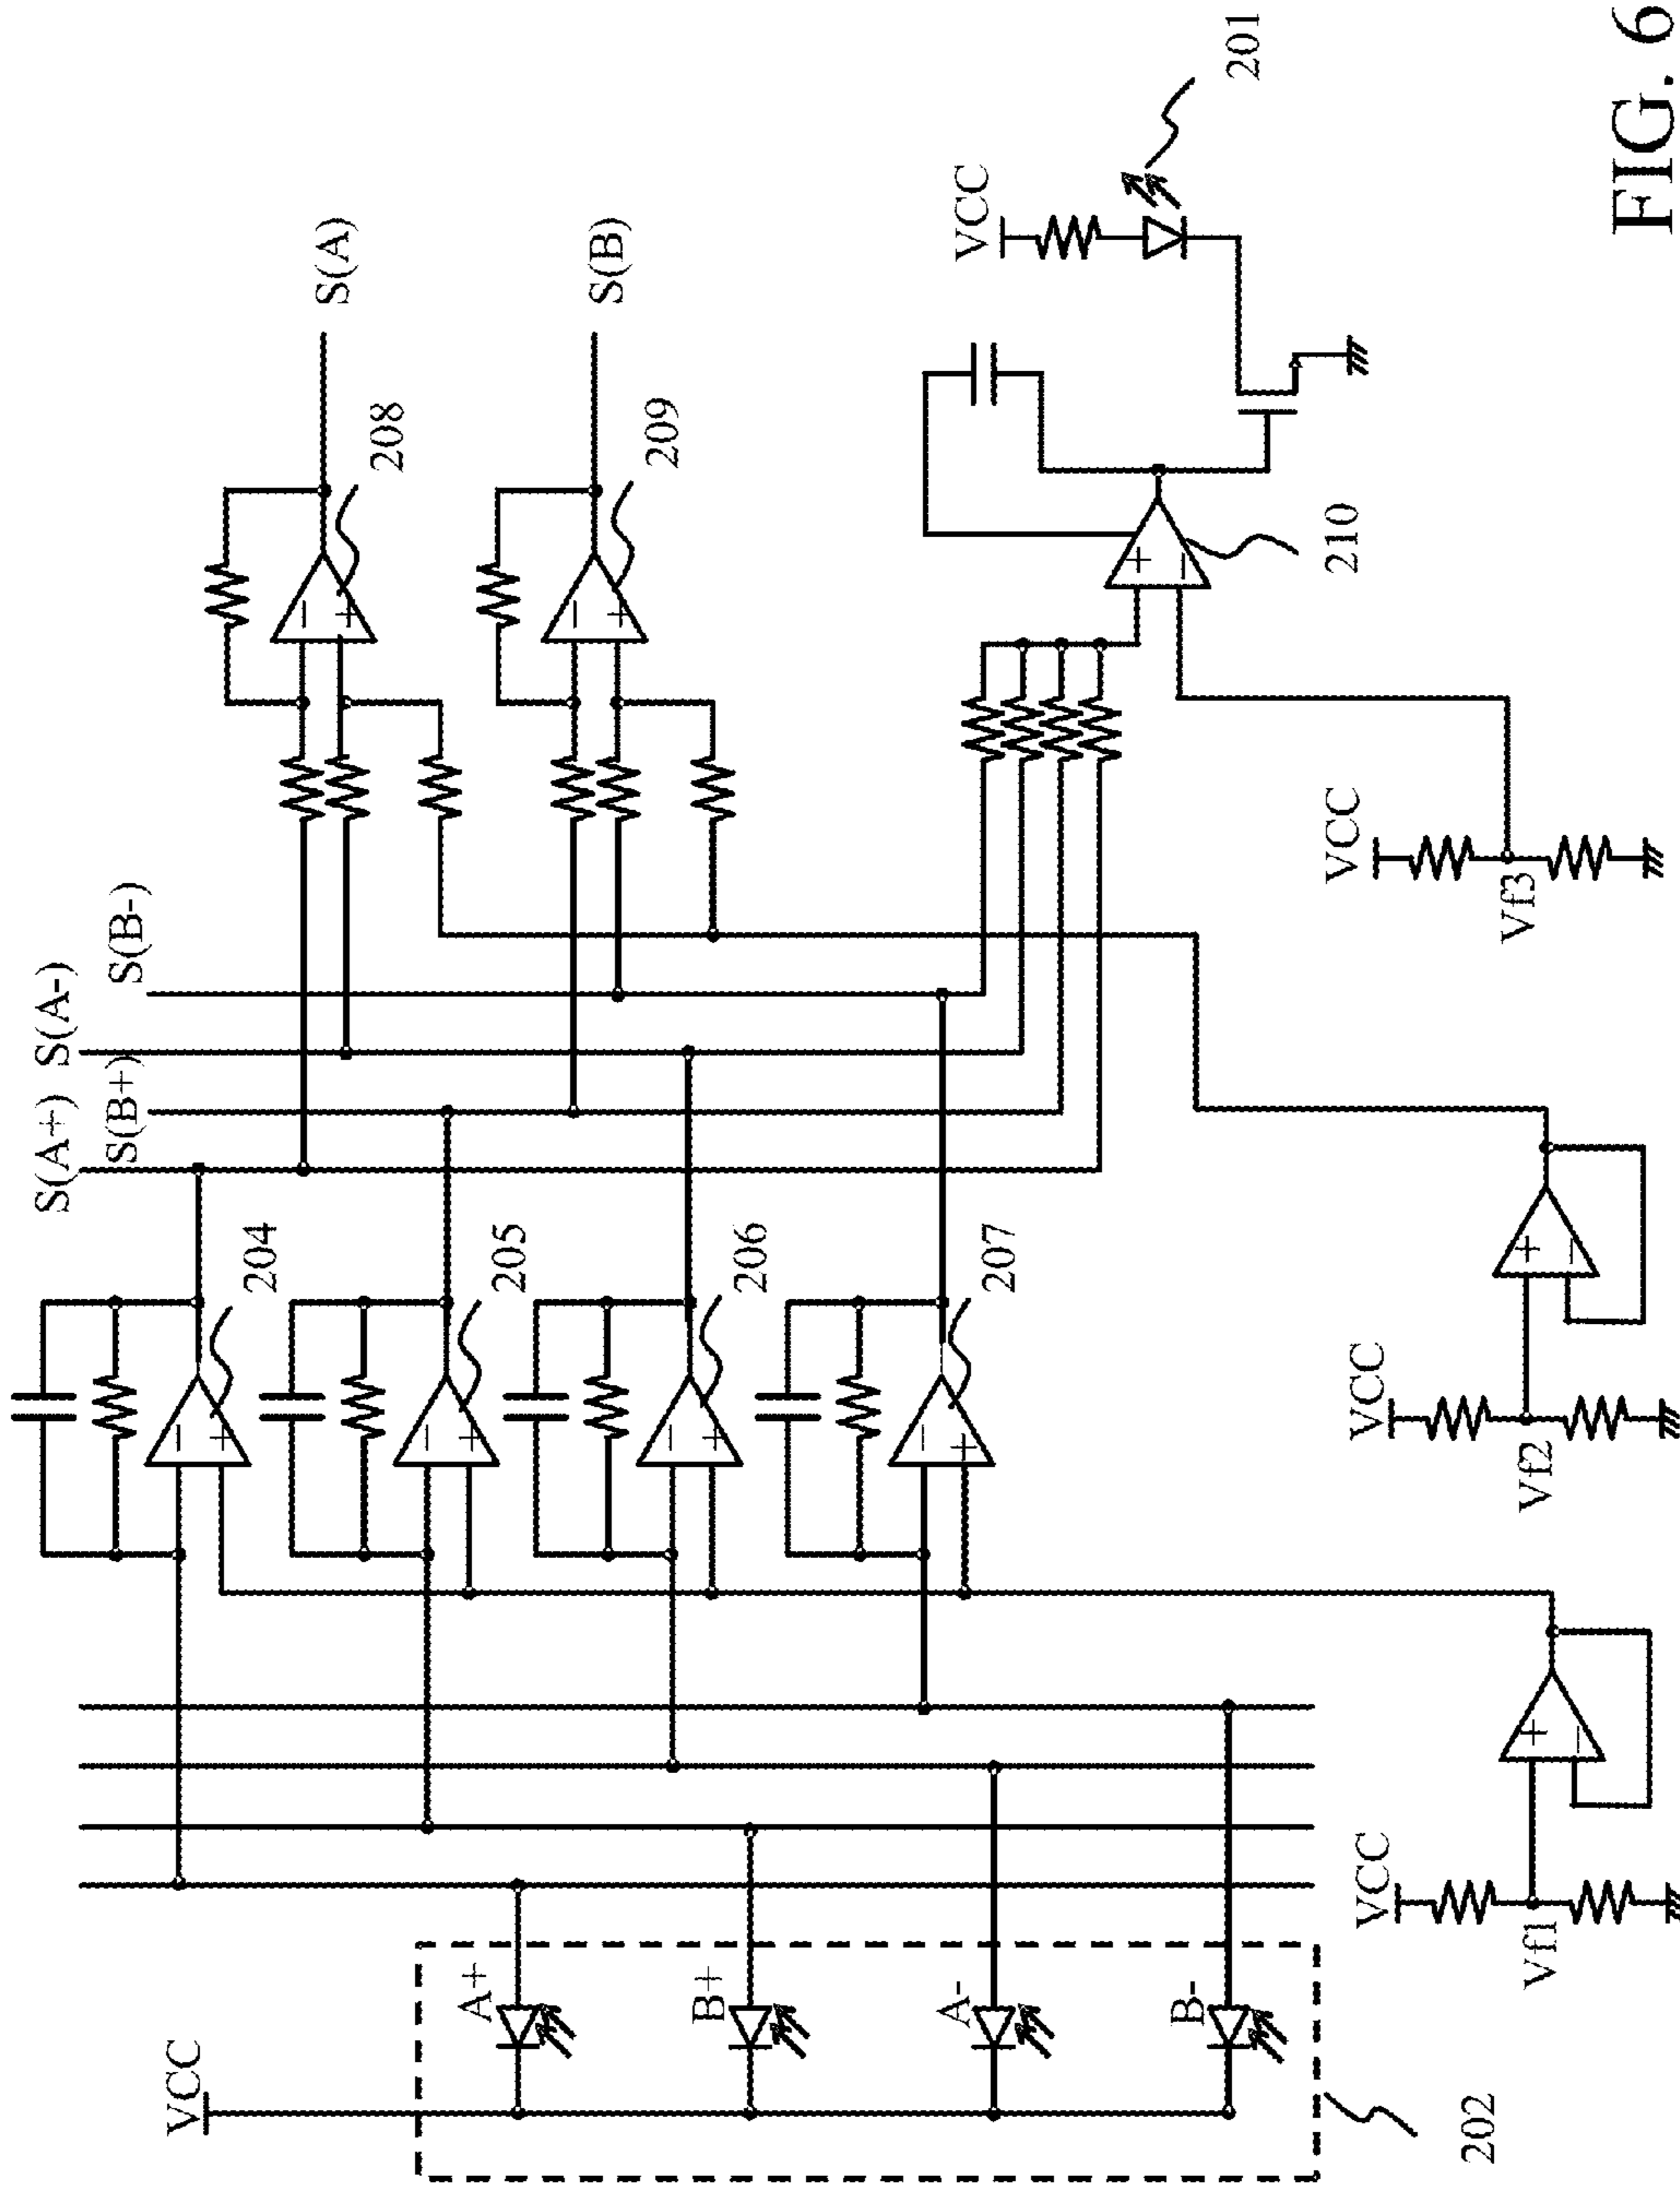 VCC
A+
B+
A-
B-
202
204
205
206
207
S(A+)
S(B+)
S(A-)
S(B-)
208
S(A)
209
S(B)
210
VCC
201
VCC
Vf1
VCC
Vf2
VCC
Vf3
+
−
+
−
−
+
−
+
−
+
−
+
−
+
−
+
+
−
FIG. 6